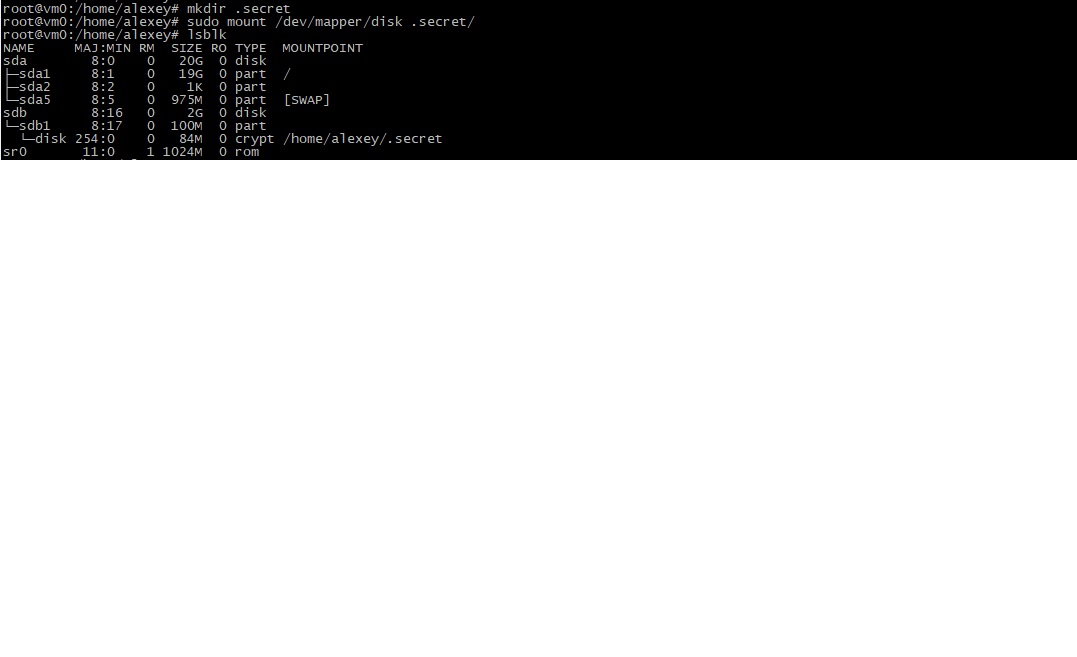 root@vm0:/home/alexey# mkdir .secret
root@vm0:/home/alexey# sudo mount /dev/mapper/disk .secret/
root@vm0:/home/alexey# lsblk
NAME     MAJ:MIN RM  SIZE RO TYPE  MOUNTPOINT
sda        8:0    0   20G  0 disk
├─sda1     8:1    0   19G  0 part  /
├─sda2     8:2    0    1K  0 part
└─sda5     8:5    0  975M  0 part  [SWAP]
sdb        8:16   0    2G  0 disk
└─sdb1     8:17   0  100M  0 part
  └─disk 254:0    0   84M  0 crypt /home/alexey/.secret
sr0       11:0    1 1024M  0 rom